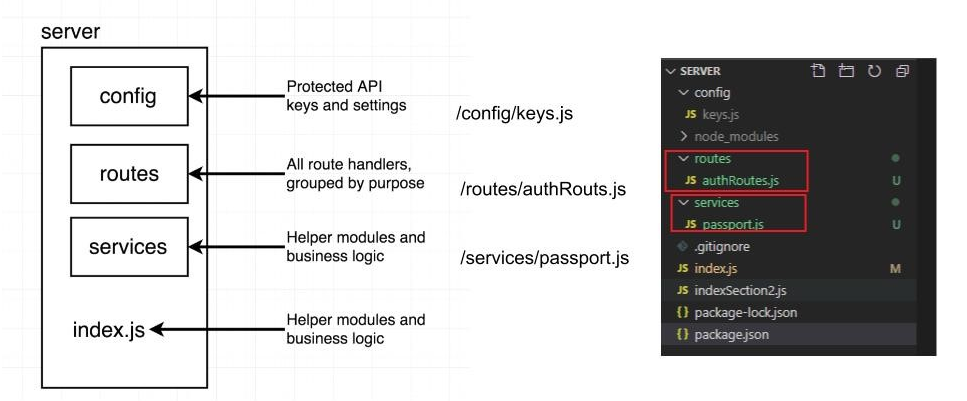 server
config
Protected API
keys and settings
/config/keys.js
routes
All route handlers,
grouped by purpose
/routes/authRouts.js
services
Helper modules and
business logic
/services/passport.js
index.js
Helper modules and
business logic
SERVER
config
JS keys.js
node_modules
routes
JS authRoutes.js U
services
JS passport.js U
.gitignore
JS index.js M
JS indexSection2.js
{} package-lock.json
{} package.json